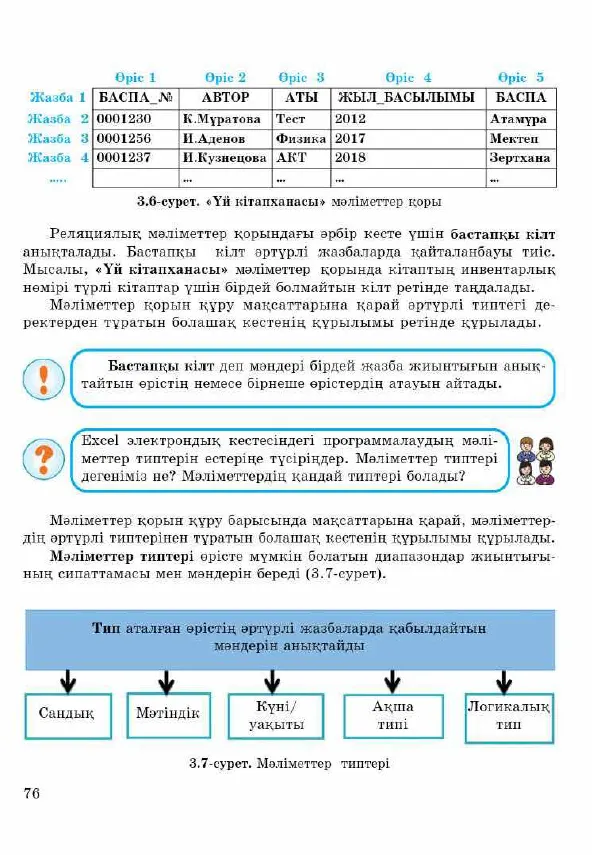 Өріс 1 Өріс 2 Өріс 3 Өріс 4 Өріс 5
Жазба 1 БАСПА_№ АВТОР АТЫ ЖЫЛ_БАСЫЛЫМЫ БАСПА
Жазба 2 0001230 К.Мұратова Тест 2012 Атамұра
Жазба 3 0001256 И.Аденов Физика 2017 Мектеп
Жазба 4 0001237 И.Кузнецова АКТ 2018 Зертхана
..... ... ... ... ...
3.6-сурет. «Үй кітапханасы» мәліметтер қоры
Реляциялық мәліметтер қорындағы әрбір кесте үшін бастапқы кілт
анықталады. Бастапқы кілт әртүрлі жазбаларда қайталанбауы тиіс.
Мысалы, «Үй кітапханасы» мәліметтер қорында кітаптың инвентарлық
нөмірі түрлі кітаптар үшін бірдей болмайтын кілт ретінде таңдалады.
Мәліметтер қорын құру мақсаттарына қарай әртүрлі типтегі де-
ректерден тұратын болашақ кестенің құрылымы ретінде құрылады.
Бастапқы кілт деп мәндері бірдей жазба жиынтығын анық-
тайтын өрістің немесе бірнеше өрістердің атауын айтады.
Excel электрондық кестесіндегі программалаудың мәлі-
меттер типтерін естеріңе түсіріңдер. Мәліметтер типтері
дегеніміз не? Мәліметтердің қандай типтері болады?
Мәліметтер қорын құру барысында мақсаттарына қарай, мәліметтер-
дің әртүрлі типтерінен тұратын болашақ кестенің құрылымы құрылады.
Мәліметтер типтері өрісте мүмкін болатын диапазондар жиынтығы-
ның сипаттамасы мен мәндерін береді (3.7-сурет).
Тип аталған өрістің әртүрлі жазбаларда қабылдайтын
мәндерін анықтайды
Сандық
Мәтіндік
Күні/
уақыты
Ақша
типі
Логикалық
тип
3.7-сурет. Мәліметтер типтері
76